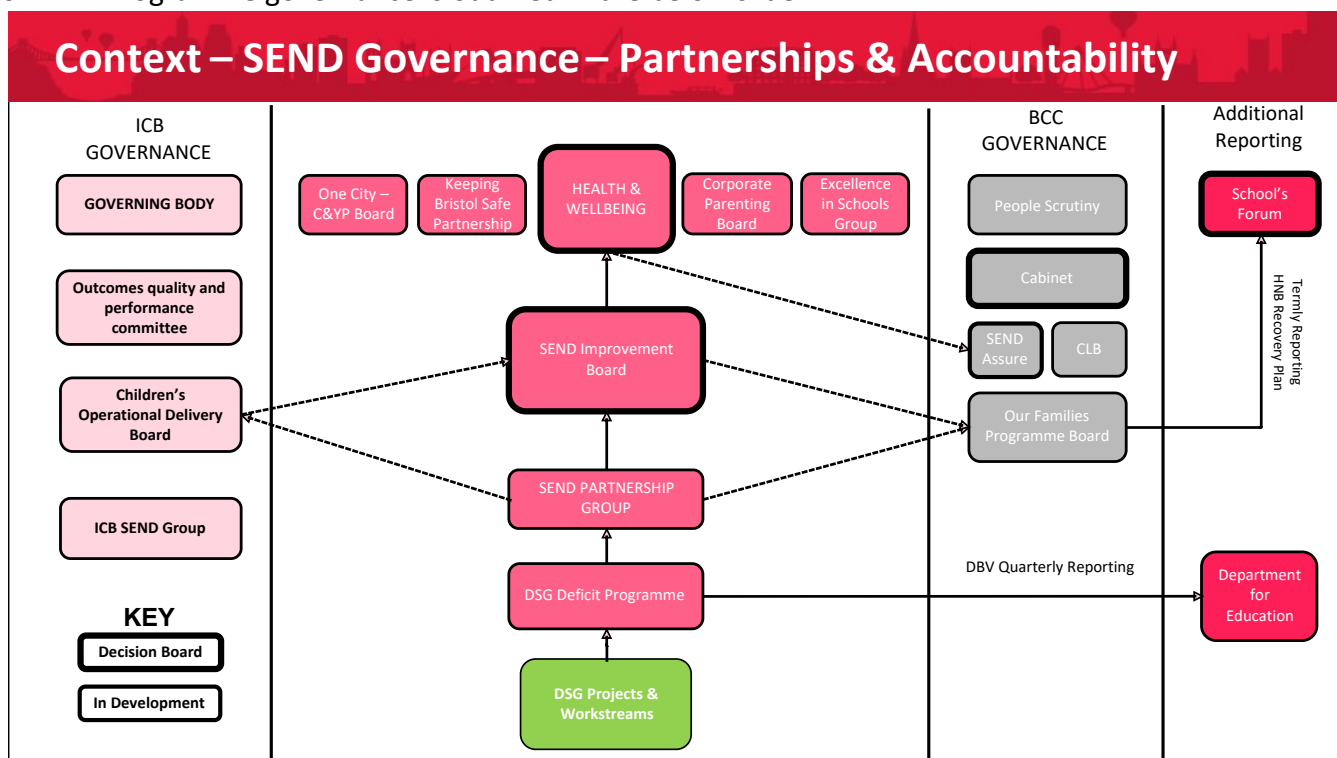 Context – SEND Governance – Partnerships & Accountability
ICB
GOVERNANCE
GOVERNING BODY
Outcomes quality and
performance
committee
Children's
Operational Delivery
Board
ICB SEND Group
KEY
Decision Board
In Development
One City –
C&YP Board
Keeping
Bristol Safe
Partnership
HEALTH &
WELLBEING
Corporate
Parenting
Board
Excellence
in Schools
Group
SEND Improvement
Board
SEND PARTNERSHIP
GROUP
DSG Deficit Programme
DSG Projects &
Workstreams
BCC
GOVERNANCE
People Scrutiny
Cabinet
SEND
Assure
CLB
Our Families
Programme Board
DBV Quarterly Reporting
Additional
Reporting
School's
Forum
Termly Reporting
HNB Recovery Plan
Department
for
Education